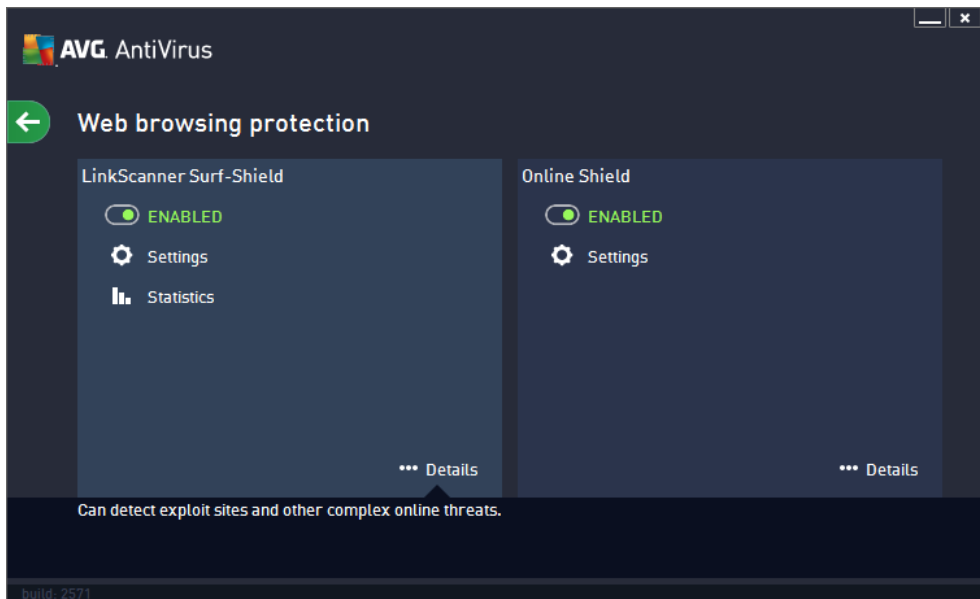 AVG. AntiVirus
Web browsing protection
LinkScanner Surf-Shield
ENABLED
Settings
Statistics
Details
Online Shield
ENABLED
Settings
Details
Can detect exploit sites and other complex online threats.
build: 2571